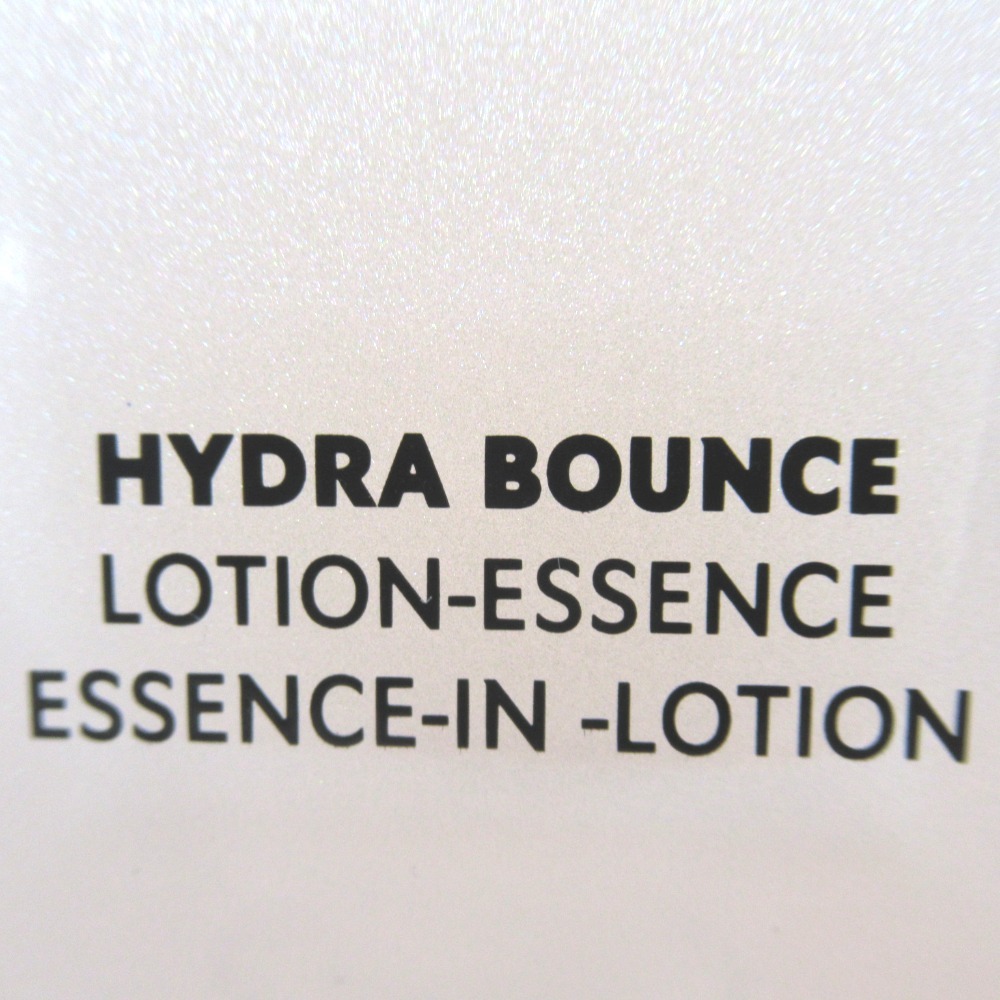 HYDRA BOUNCE
LOTION-ESSENCE
ESSENCE-IN -LOTION